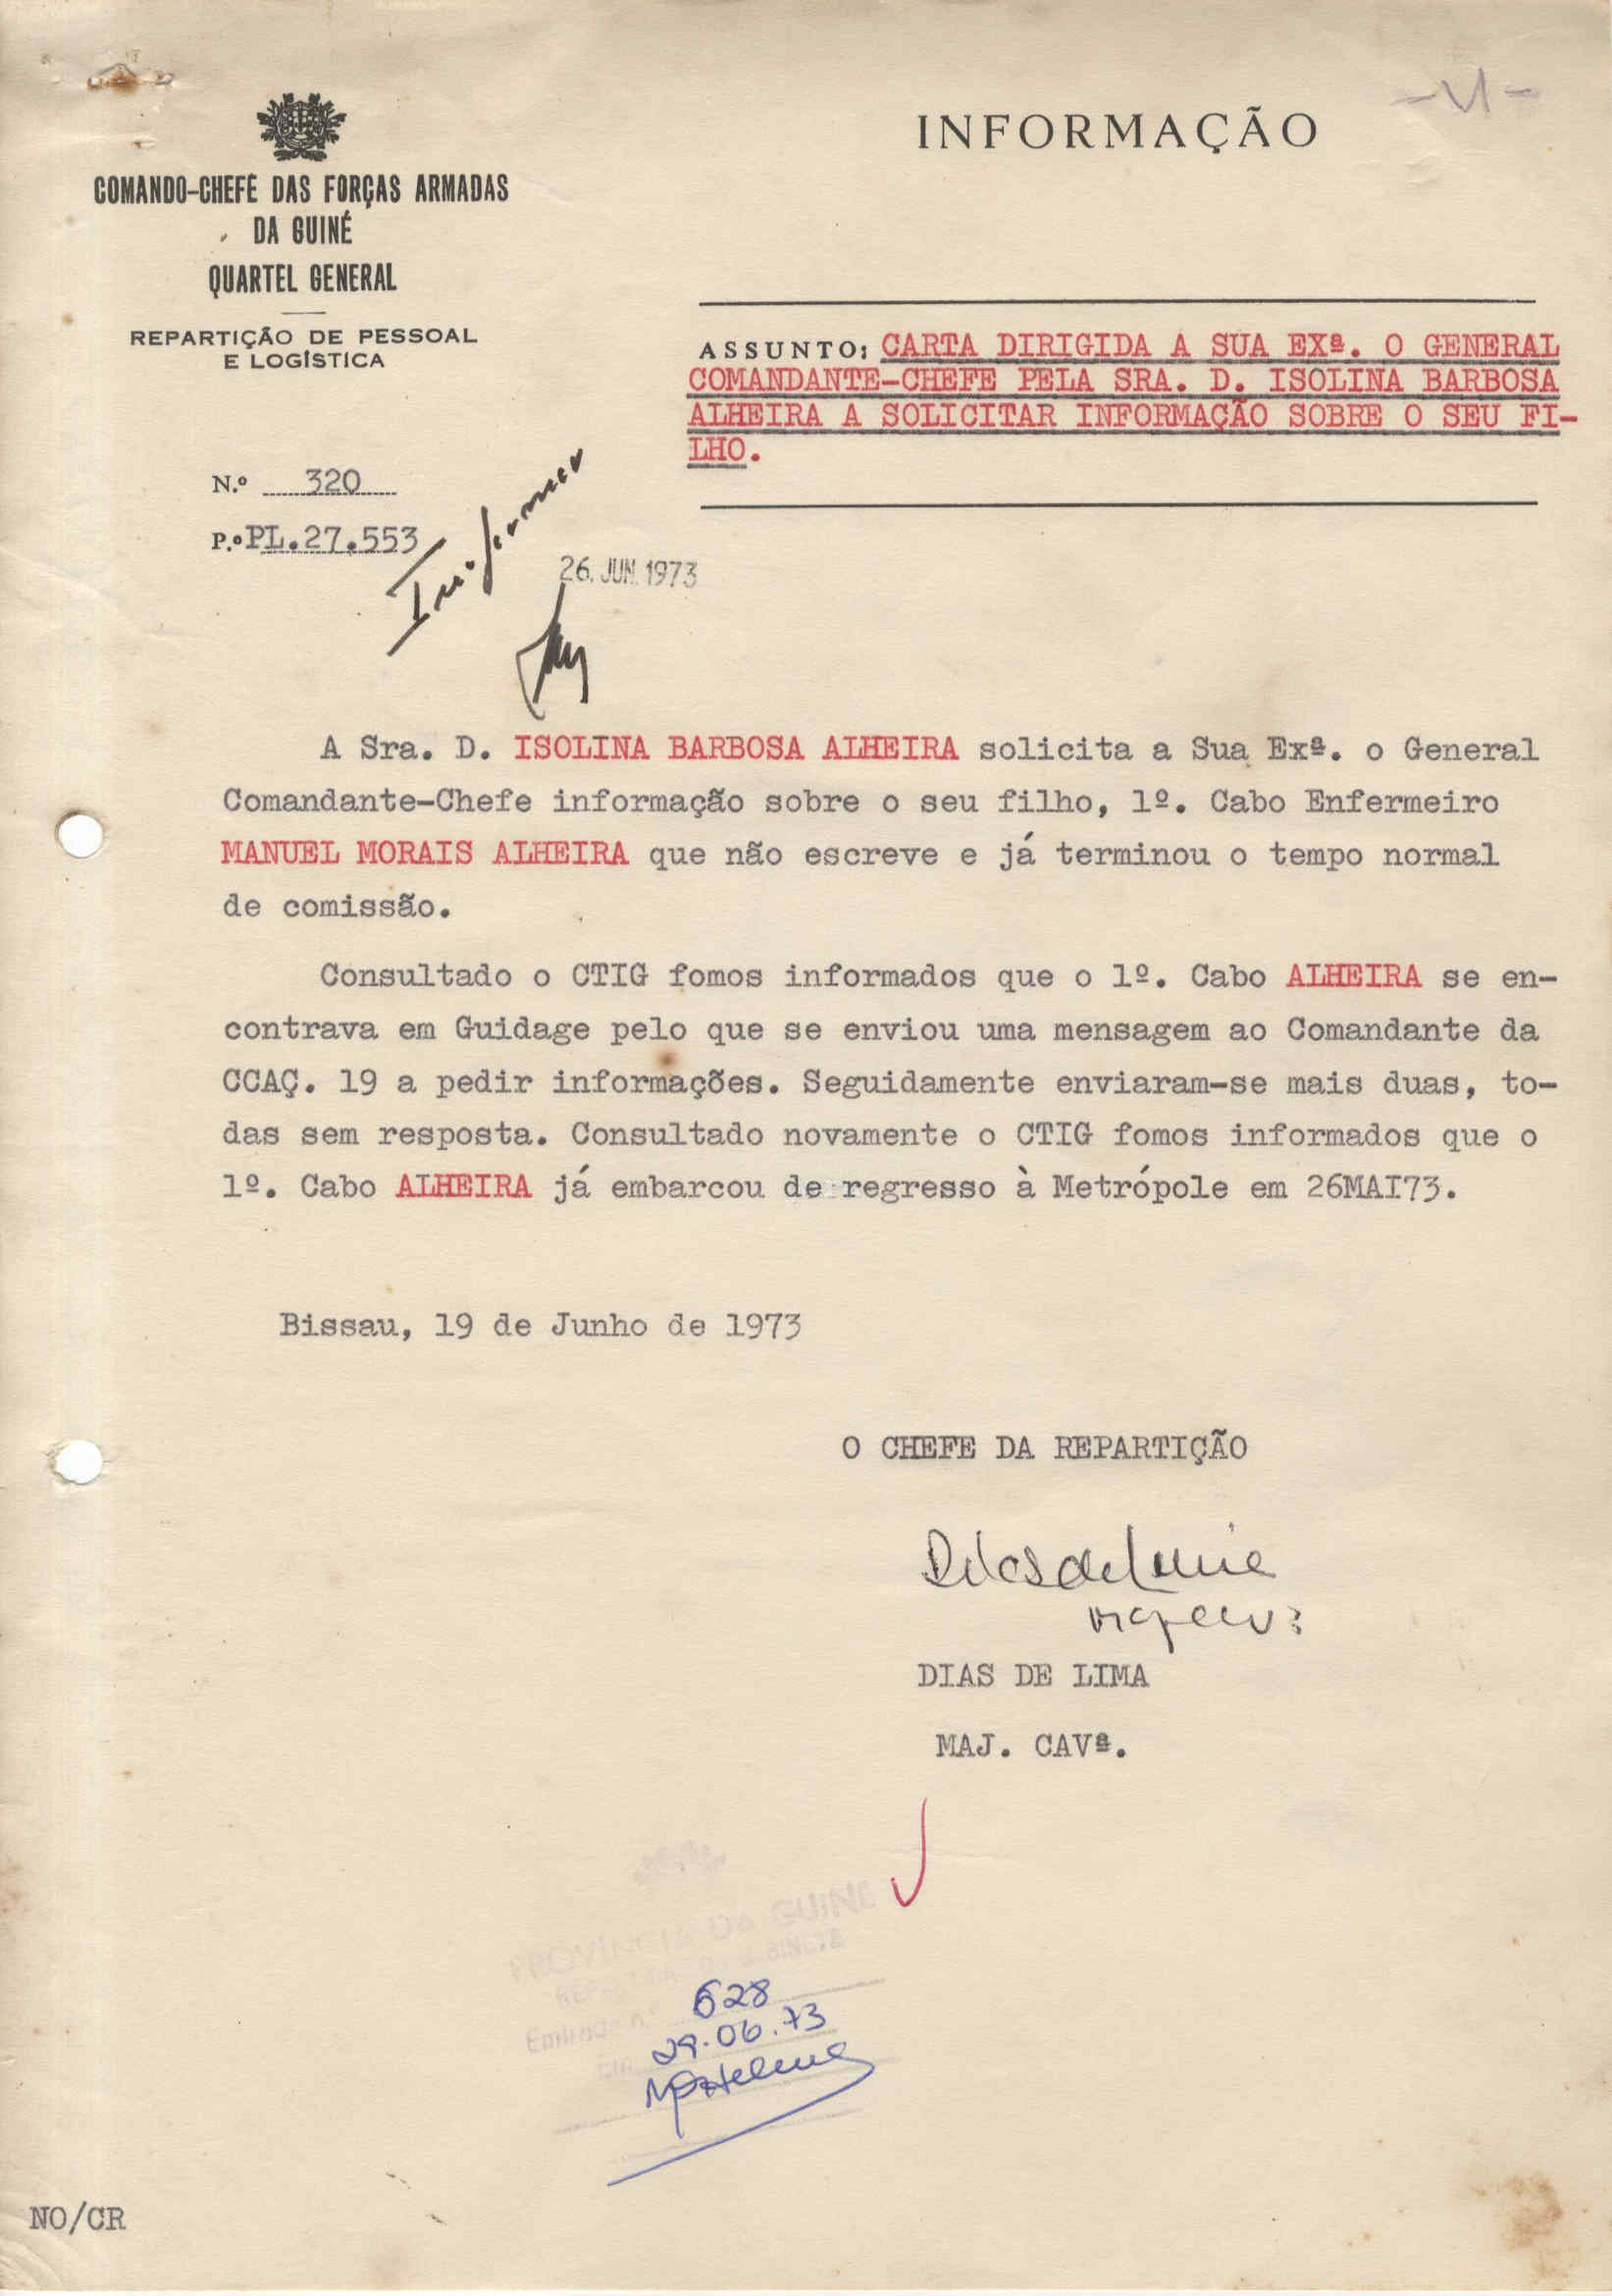 INFORMAÇÃO
COMANDO-CHEFE DAS FORÇAS ARMADAS
DA GUINÉ
QUARTEL GENERAL
REPARTIÇÃO DE PESSOAL
E LOGÍSTICA
ASSUNTO: CARTA DIRIGIDA A SUA EXª. O GENERAL
COMANDANTE-CHEFE PELA SRA. D. ISOLINA BARBOSA
ALHEIRA A SOLICITAR INFORMAÇÃO SOBRE O SEU FI-
LHO.
N.º 320
P.º PL.27.553
26. JUN. 1973
A Sra. D. ISOLINA BARBOSA ALHEIRA solicita a Sua Exª. o General
Comandante-Chefe informação sobre o seu filho, 1º. Cabo Enfermeiro
MANUEL MORAIS ALHEIRA que não escreve e já terminou o tempo normal
de comissão.
Consultado o CTIG fomos informados que o 1º. Cabo ALHEIRA se en-
contrava em Guidage pelo que se enviou uma mensagem ao Comandante da
CCAÇ. 19 a pedir informações. Seguidamente enviaram-se mais duas, to-
das sem resposta. Consultado novamente o CTIG fomos informados que o
1º. Cabo ALHEIRA já embarcou de regresso à Metrópole em 26MAI73.
Bissau, 19 de Junho de 1973
O CHEFE DA REPARTIÇÃO
Dias de Lima
DIAS DE LIMA
MAJ. CAVª.
PROVÍNCIA DA GUINÉ
628
29.06.73
NO/CR